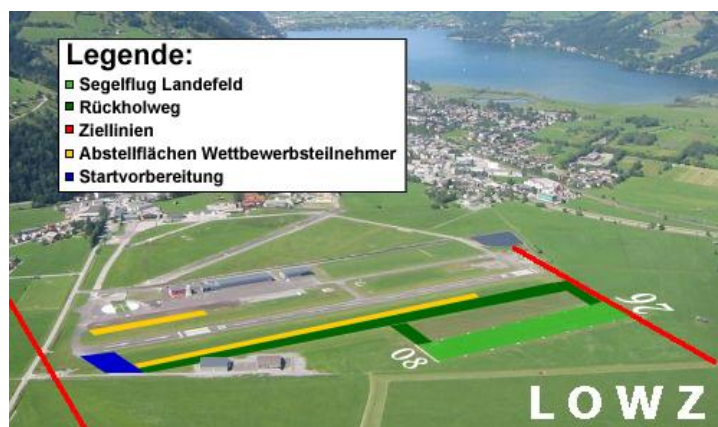 Legende:
Segelflug Landefeld
Rückholweg
Ziellinien
Abstellflächen Wettbewerbsteilnehmer
Startvorbereitung
26
08
LOWZ